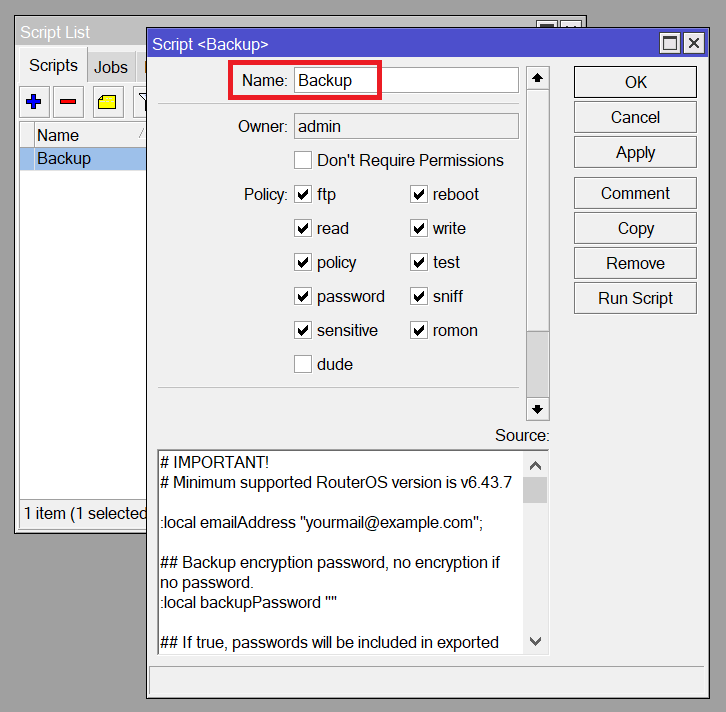 Script List
Scripts
Jobs
Name
Backup
1 item (1 selected
Script <Backup>
Name: Backup
Owner: admin
Don't Require Permissions
Policy: ftp reboot
read write
policy test
password sniff
sensitive romon
dude
OK
Cancel
Apply
Comment
Copy
Remove
Run Script
Source:
# IMPORTANT!
# Minimum supported RouterOS version is v6.43.7
:local emailAddress "yourmail@example.com";
## Backup encryption password, no encryption if
no password.
:local backupPassword ""
## If true, passwords will be included in exported